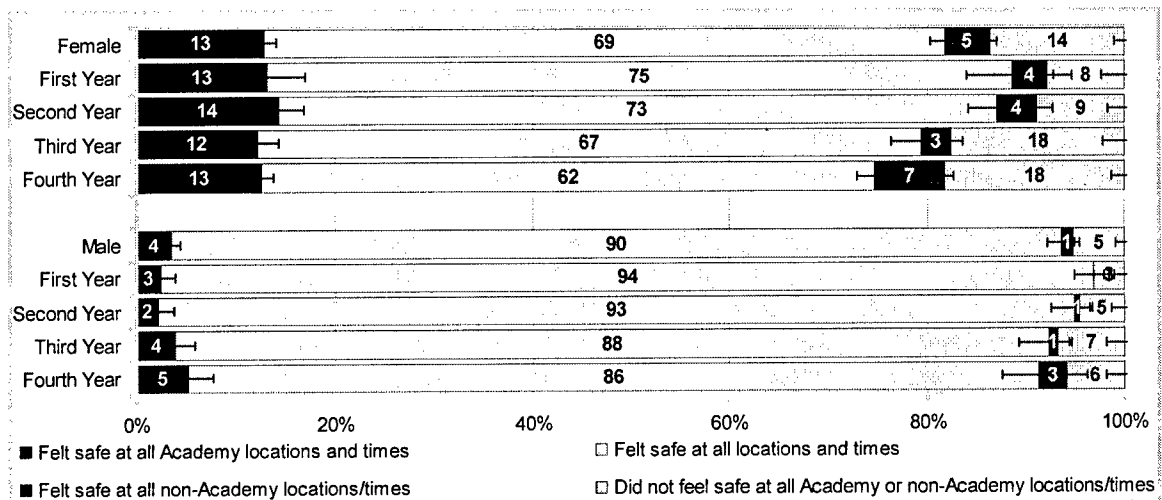 Female 13 69 5 14
First Year 13 75 4 8
Second Year 14 73 4 9
Third Year 12 67 3 18
Fourth Year 13 62 7 18
Male 4 90 1 5
First Year 3 94
Second Year 2 93 1 5
Third Year 4 88 1 7
Fourth Year 5 86 3 6
0% 20% 40% 60% 80% 100%
Felt safe at all Academy locations and times Felt safe at all locations and times
Felt safe at all non-Academy locations/times Did not feel safe at all Academy or non-Academy locations/times